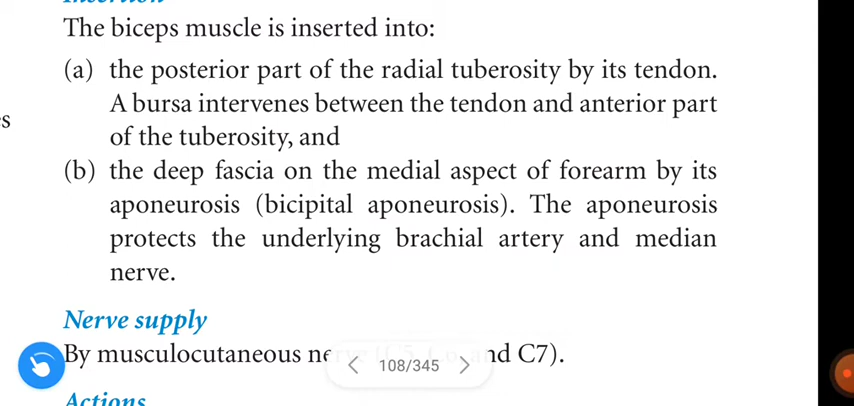 Insertion
The biceps muscle is inserted into:
(a) the posterior part of the radial tuberosity by its tendon.
A bursa intervenes between the tendon and anterior part
s
of the tuberosity, and
(b) the deep fascia on the medial aspect of forearm by its
aponeurosis (bicipital aponeurosis). The aponeurosis
protects the underlying brachial artery and median
nerve.
Nerve supply
By musculocutaneous and C7).
108/345
Actions